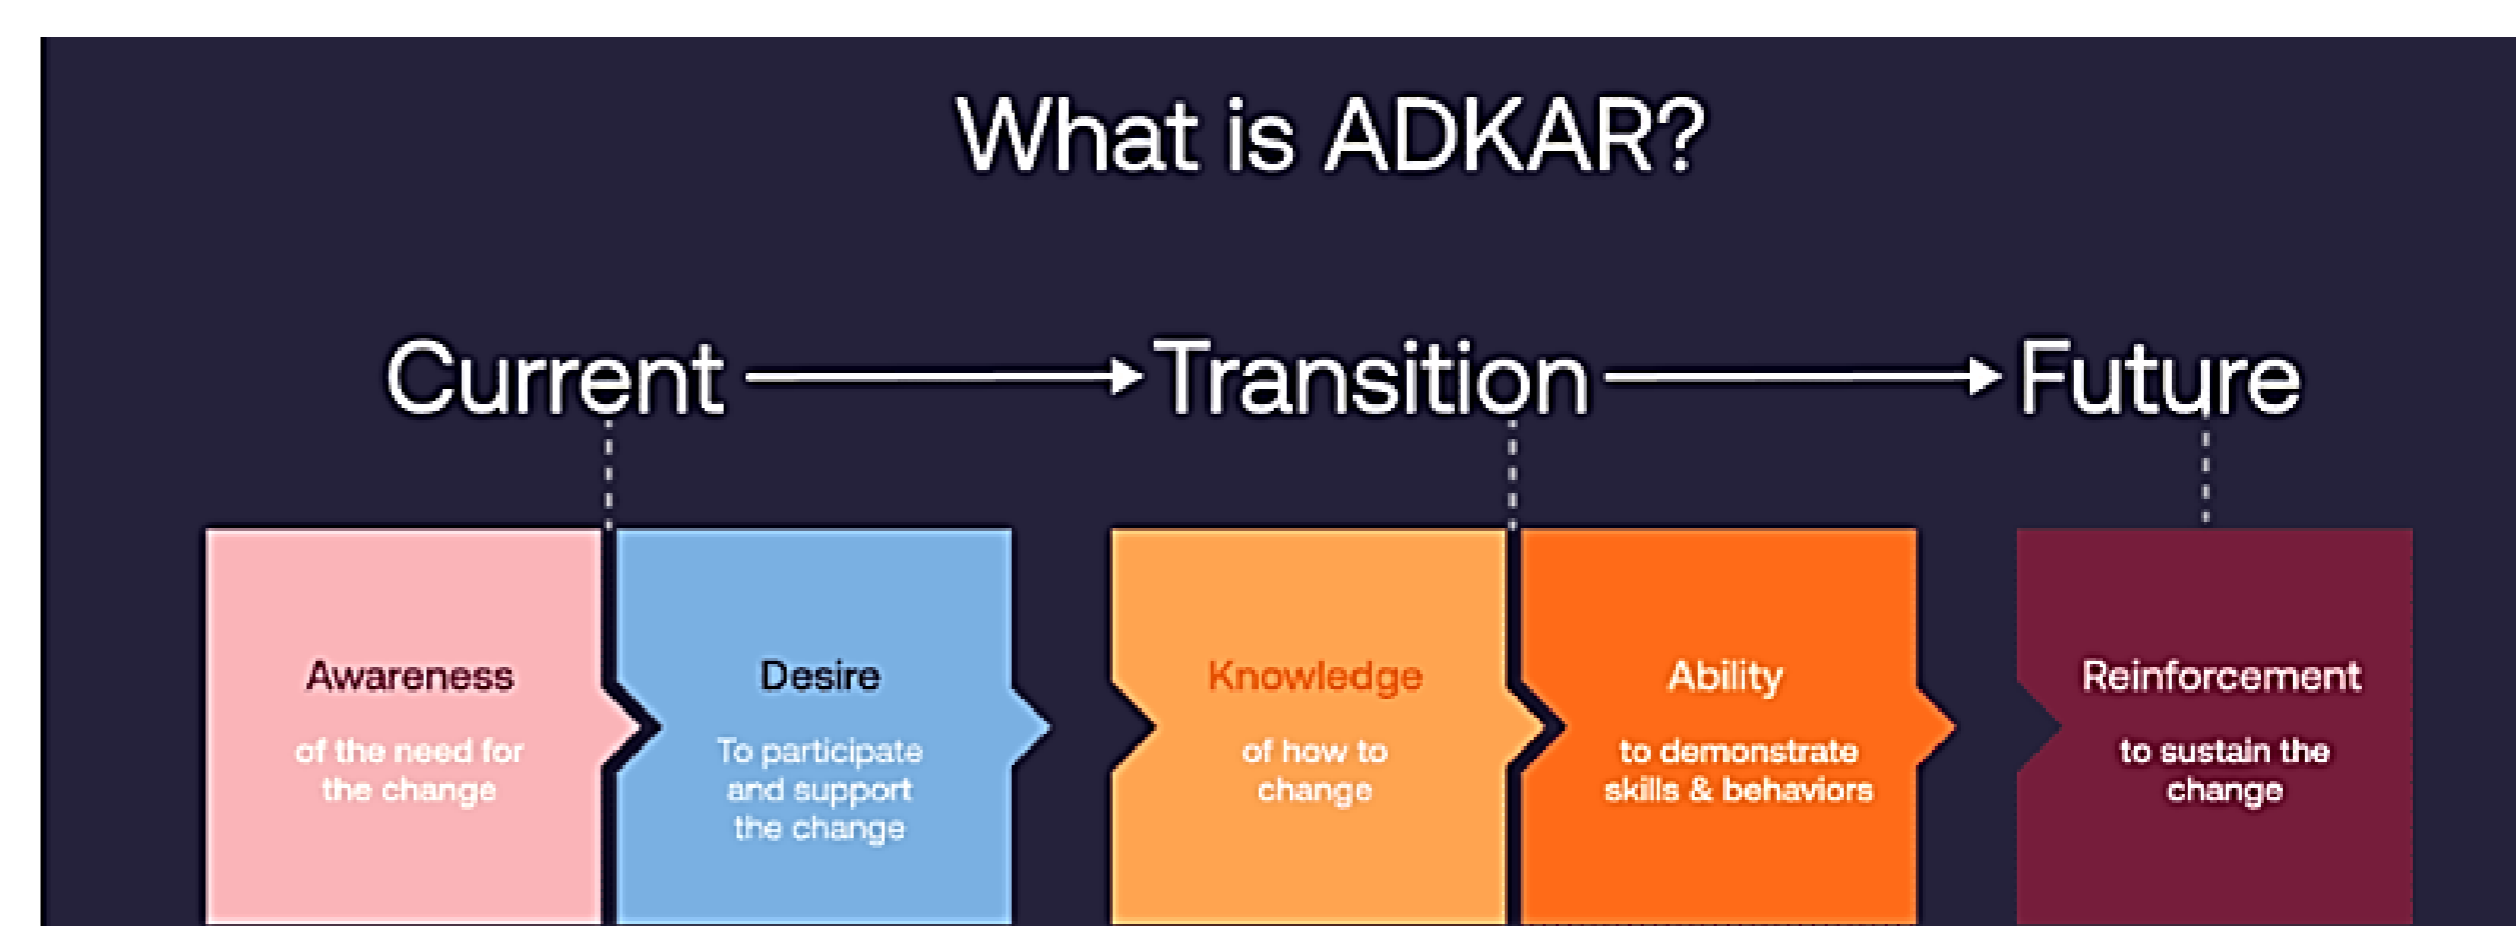 What is ADKAR?
Current
Transition
Future
Awareness
of the need for
the change
Desire
To participate
and support
the change
Knowledge
of how to
change
Ability
to demonstrate
skills & behaviors
Reinforcement
to sustain the
change